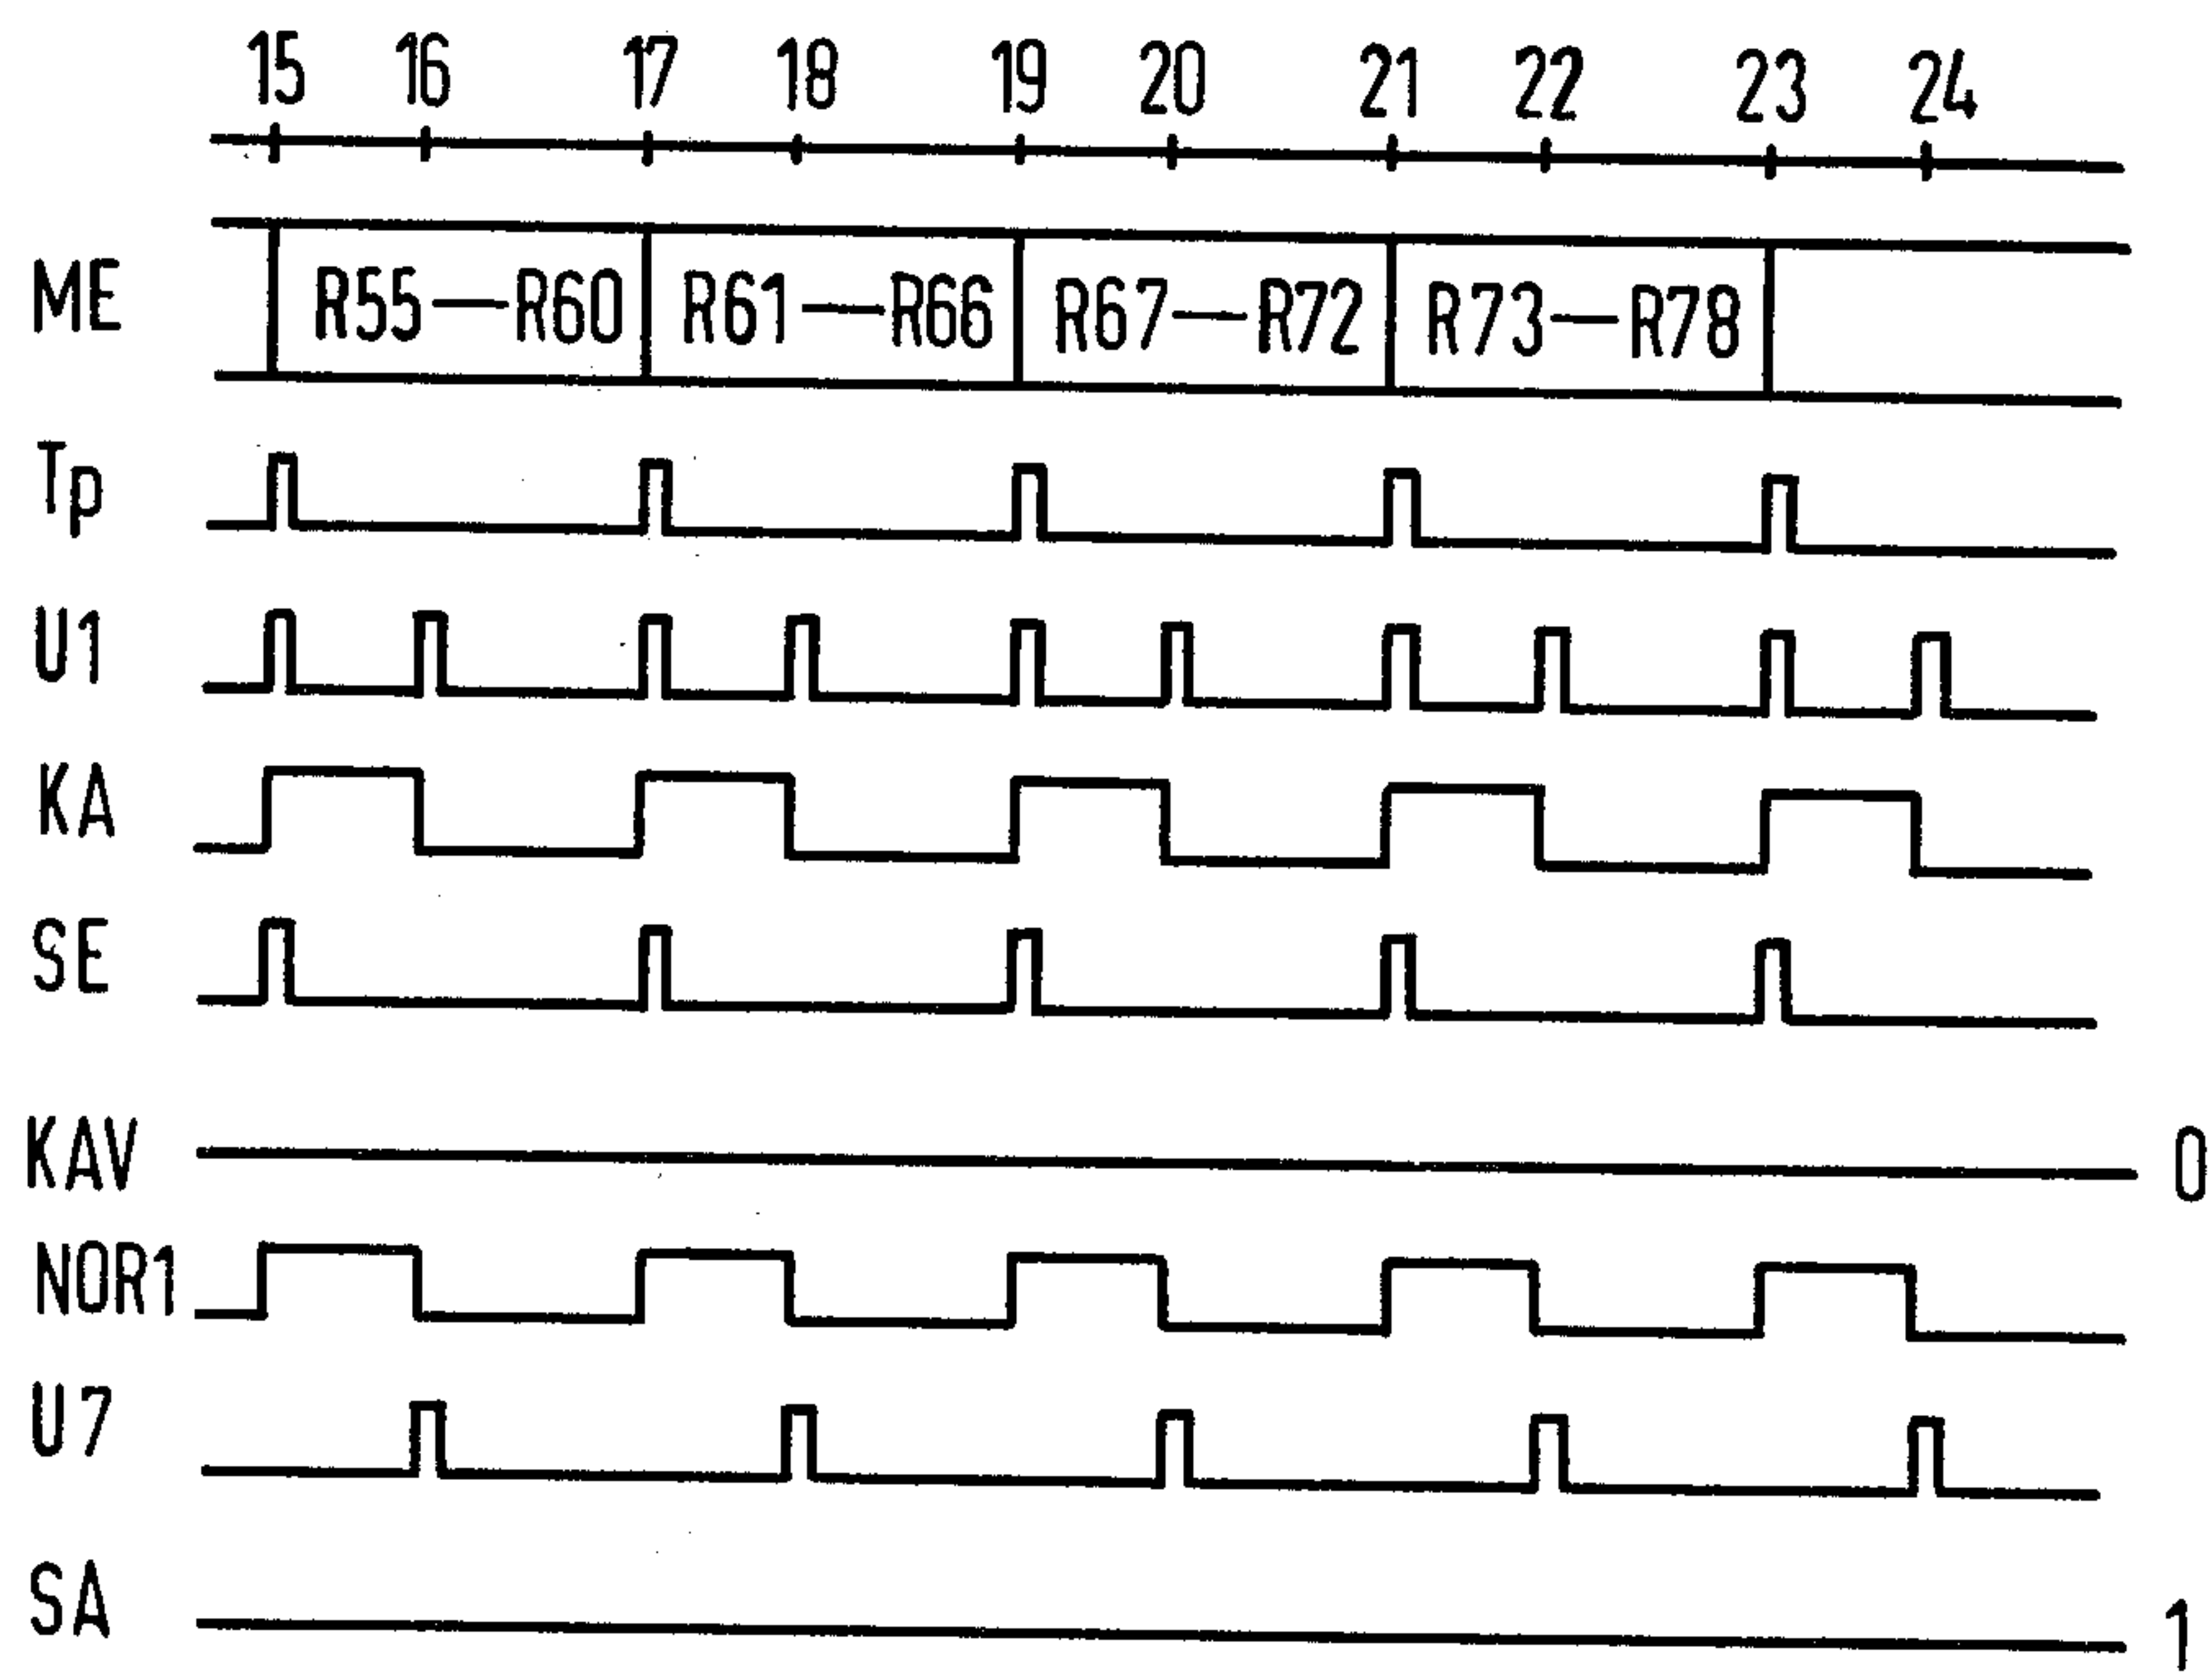 15 16 17 18 19 20 21 22 23 24
ME R55—R60 R61—R66 R67—R72 R73—R78
Tp
U1
KA
SE
KAV 0
NOR1
U7
SA 1